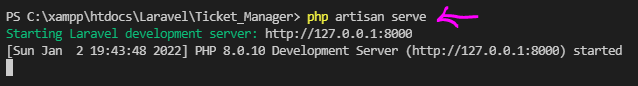 PS C:\xampp\htdocs\Laravel\Ticket_Manager> php artisan serve
Starting Laravel development server: http://127.0.0.1:8000
[Sun Jan  2 19:43:48 2022] PHP 8.0.10 Development Server (http://127.0.0.1:8000) started